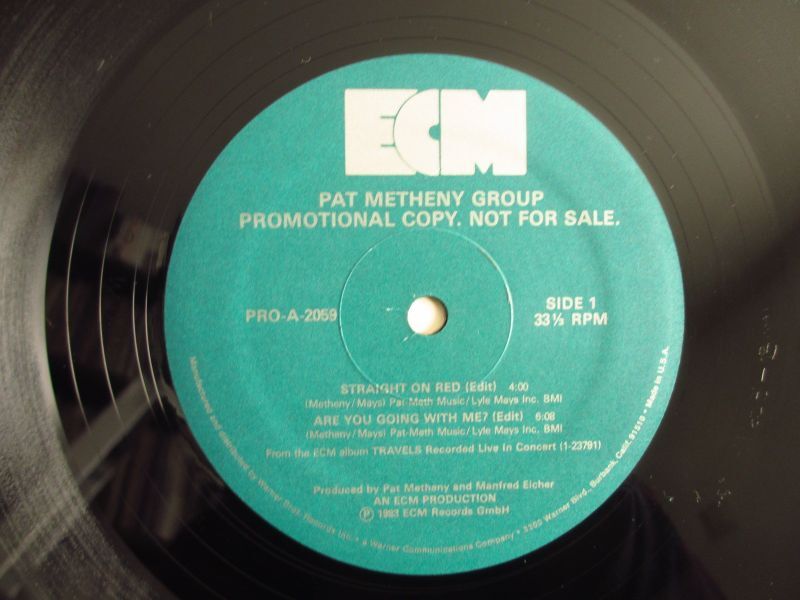 ECM
PAT METHENY GROUP
PROMOTIONAL COPY. NOT FOR SALE.
PRO-A-2059
SIDE 1
33⅓ RPM
STRAIGHT ON RED (Edit) 4:00
(Metheny/Mays) Pat-Meth Music/Lyle Mays Inc. BMI
ARE YOU GOING WITH ME? (Edit) 6:08
(Metheny/Mays) Pat-Meth Music/Lyle Mays Inc. BMI
From the ECM album TRAVELS Recorded Live in Concert (1-23791)
Produced by Pat Metheny and Manfred Eicher
AN ECM PRODUCTION
℗ 1983 ECM Records GmbH
Manufactured and distributed by Warner Bros. Records Inc. • a Warner Communications Company • 3300 Warner Blvd., Burbank, Calif. 91510 • Made in U.S.A.